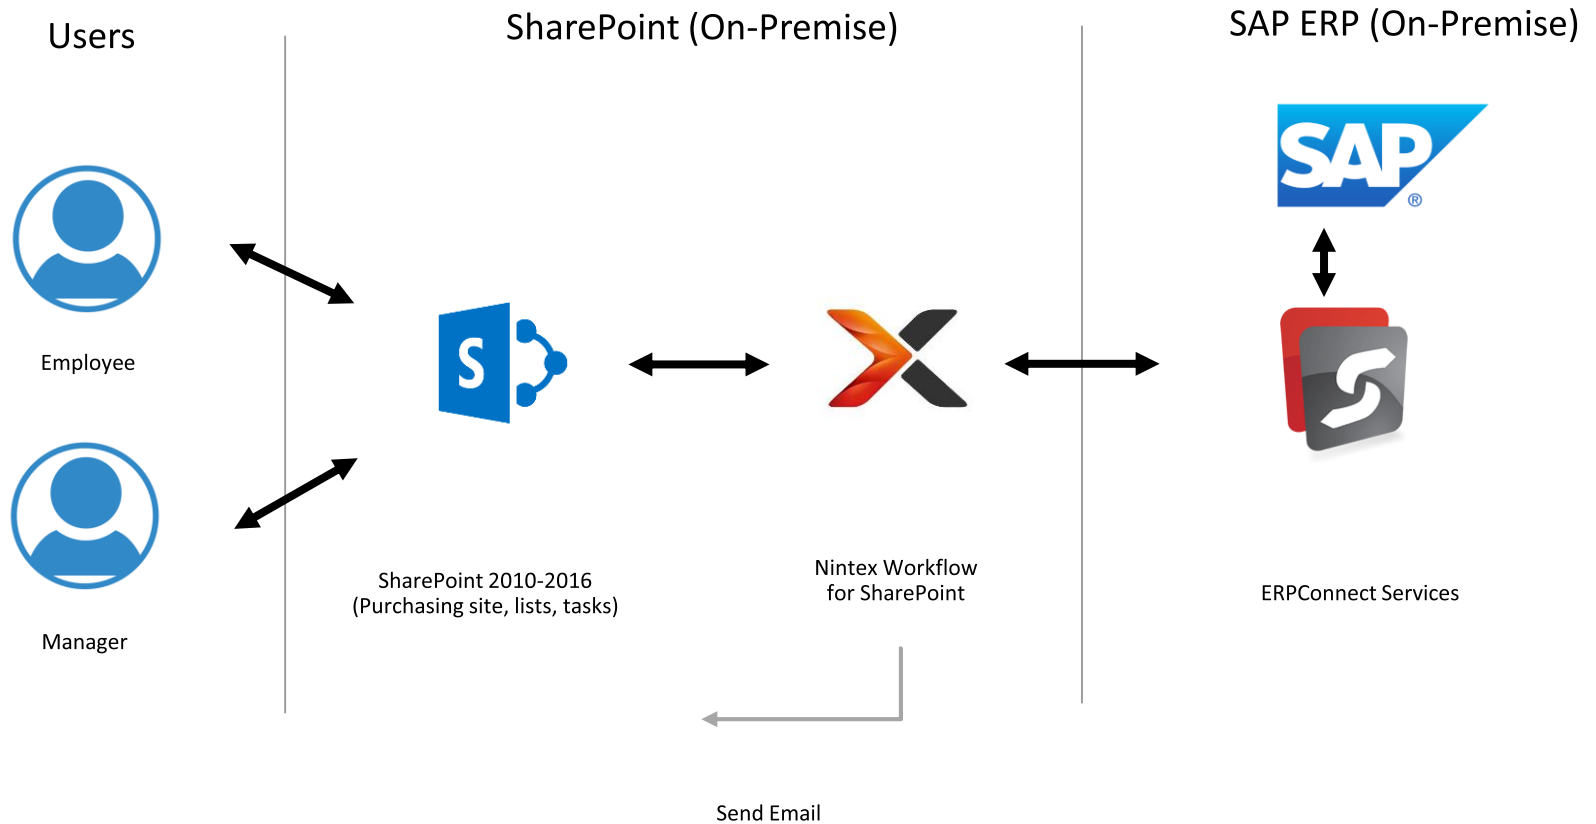 Users
SharePoint (On-Premise)
SAP ERP (On-Premise)
SAP
®
Employee
S
Manager
SharePoint 2010-2016
(Purchasing site, lists, tasks)
Nintex Workflow
for SharePoint
ERPConnect Services
Send Email